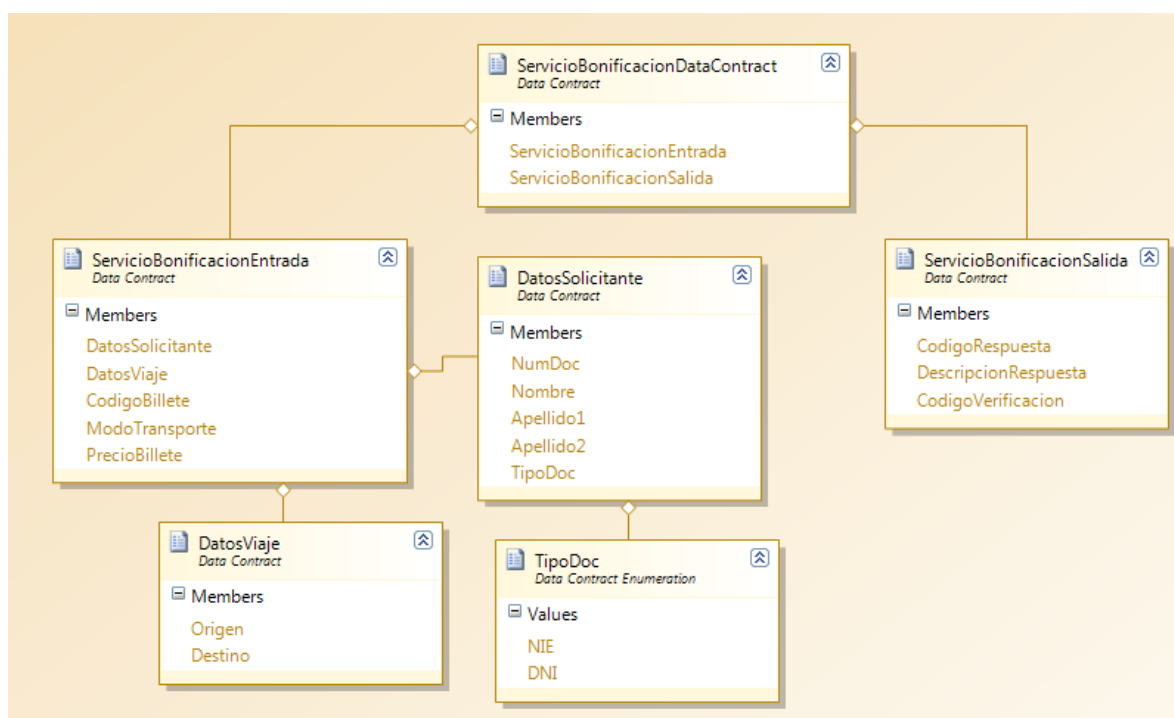 ServicioBonificacionDataContract
Data Contract
Members
ServicioBonificacionEntrada
ServicioBonificacionSalida
ServicioBonificacionEntrada
Data Contract
Members
DatosSolicitante
DatosViaje
CodigoBillete
ModoTransporte
PrecioBillete
DatosSolicitante
Data Contract
Members
NumDoc
Nombre
Apellido1
Apellido2
TipoDoc
ServicioBonificacionSalida
Data Contract
Members
CodigoRespuesta
DescripcionRespuesta
CodigoVerificacion
DatosViaje
Data Contract
Members
Origen
Destino
TipoDoc
Data Contract Enumeration
Values
NIE
DNI